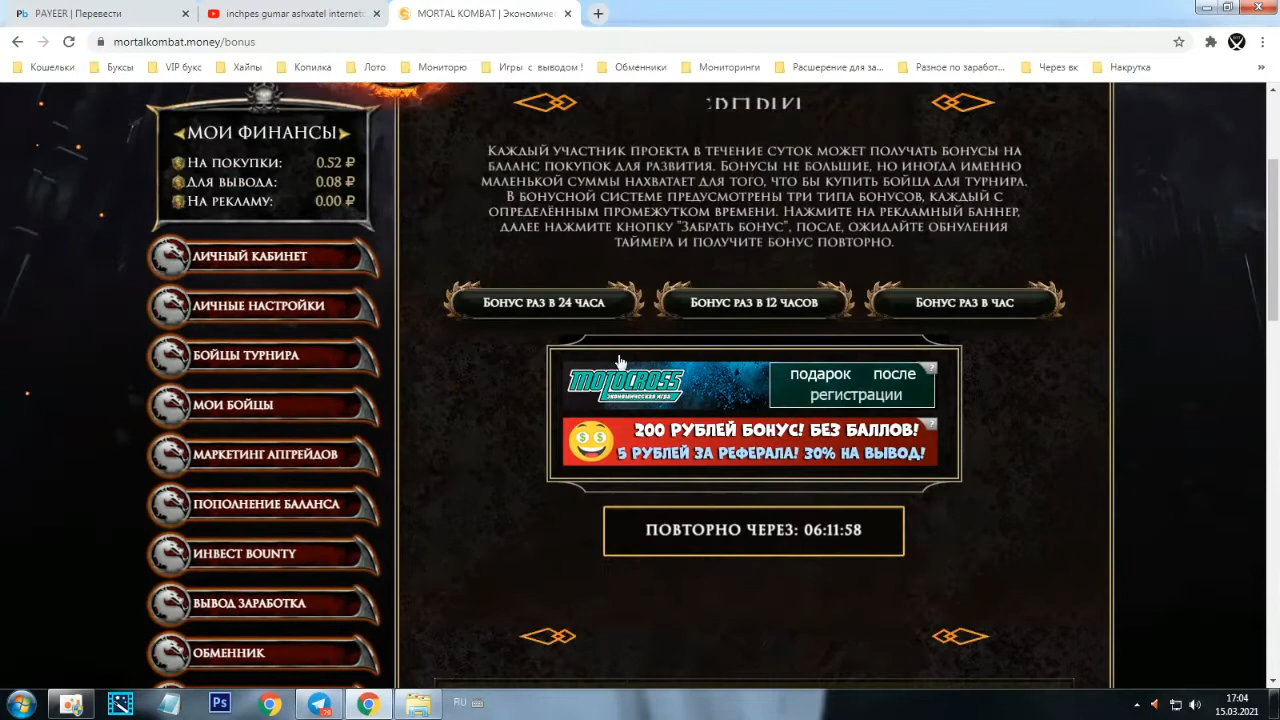 PAYEER | Перевести
inchpes gumar ashxatel internet
MORTAL KOMBAT | Экономичес
mortalkombat.money/bonus
Кошельки
Буксы
VIP букс
Хайпы
Копилка
Лото
Мониторю
Игры с выводом !
Обменники
Мониторинги
Расшерение для за...
Разное по заработ...
Через вк
Накрутка
»
МОИ ФИНАНСЫ
На покупки: 0.52 ₽
Для вывода: 0.08 ₽
На рекламу: 0.00 ₽
ЛИЧНЫЙ КАБИНЕТ
ЛИЧНЫЕ НАСТРОЙКИ
БОЙЦЫ ТУРНИРА
МОИ БОЙЦЫ
МАРКЕТИНГ АПГРЕЙДОВ
ПОПОЛНЕНИЕ БАЛАНСА
ИНВЕСТ BOUNTY
ВЫВОД ЗАРАБОТКА
ОБМЕННИК
Каждый участник проекта в течение суток может получать бонусы на
баланс покупок для развития. Бонусы не большие, но иногда именно
маленькой суммы нахватает для того, что бы купить бойца для турнира.
В бонусной системе предусмотрены три типа бонусов, каждый с
определённым промежутком времени. Нажмите на рекламный баннер,
далее нажмите кнопку "Забрать бонус", после, ожидайте обнуления
таймера и получите бонус повторно.
Бонус раз в 24 часа
Бонус раз в 12 часов
Бонус раз в час
MOTOCROSS
ЭКОНОМИЧЕСКАЯ ИГРА
подарок после
регистрации
?
200 РУБЛЕЙ БОНУС! БЕЗ БАЛЛОВ!
5 РУБЛЕЙ ЗА РЕФЕРАЛА! 30% НА ВЫВОД!
?
ПОВТОРНО ЧЕРЕЗ: 06:11:58
Ps
RU
17:04
15.03.2021